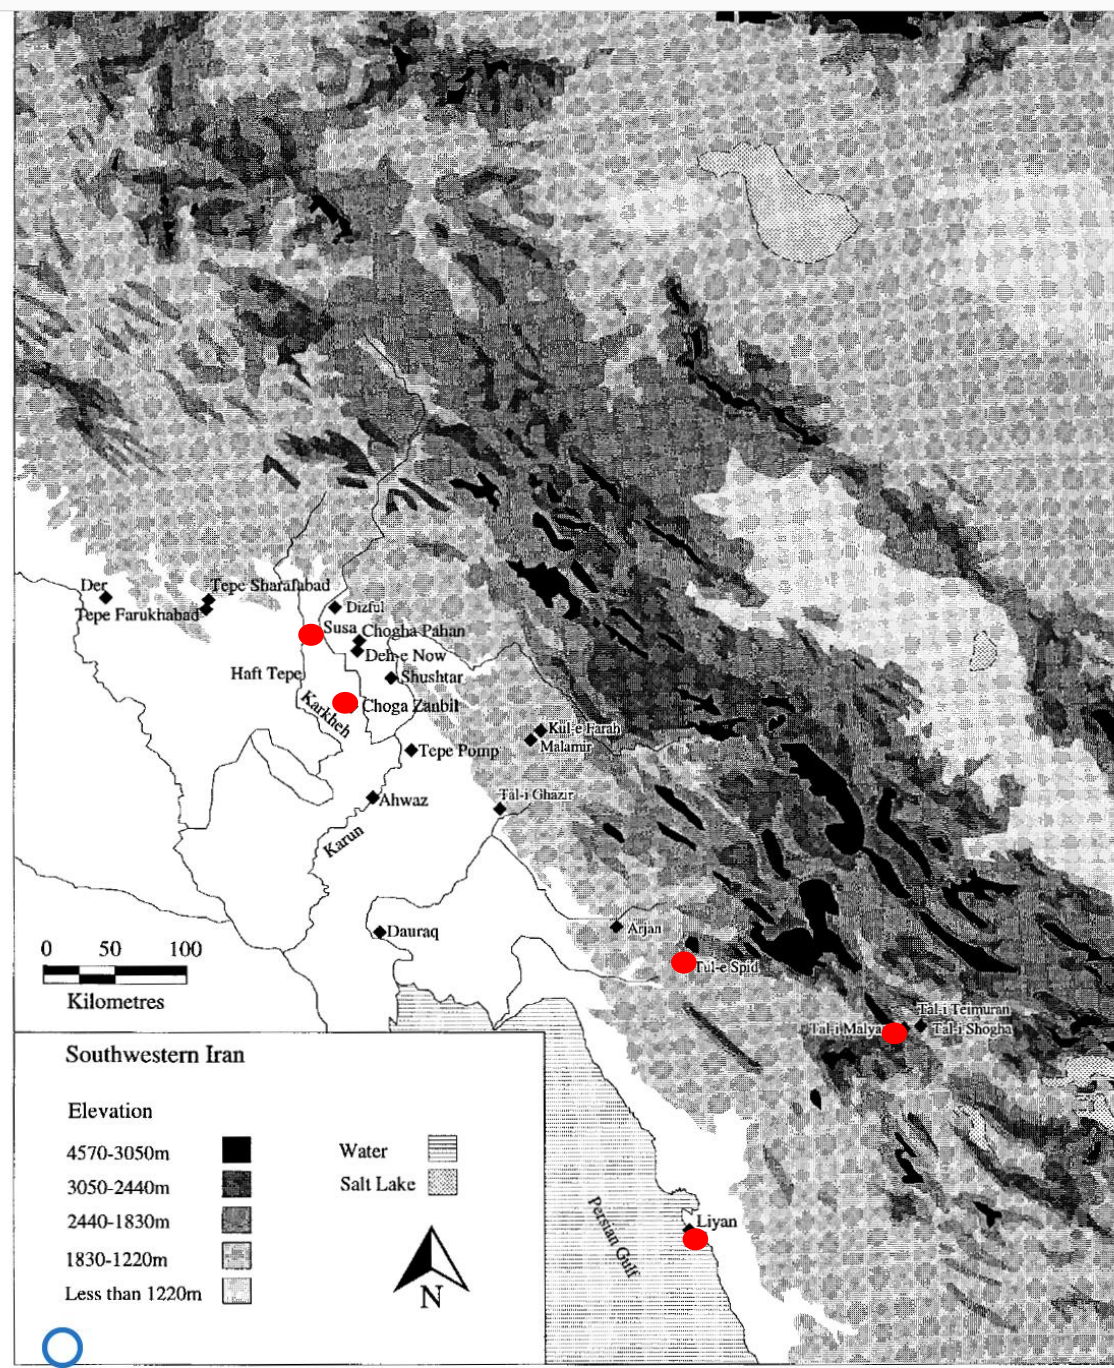 Der
Tepe Sharafabad
Tepe Farukhabad
Dizful
Susa
Chogha Pahan
Deh-e Now
Haft Tepe
Shushtar
Karkheh
Choga Zanbil
Kul-e Farah
Malamir
Tepe Pomp
Ahwaz
Tal-i Ghazir
Karun
Dauraq
Arjan
Tul-e Spid
0 50 100
Kilometres
Tal-i Teimuran
Tal-i Malya
Tal-i Shogha
Southwestern Iran
Elevation
4570-3050m
3050-2440m
2440-1830m
1830-1220m
Less than 1220m
Water
Salt Lake
N
Persian Gulf
Liyan